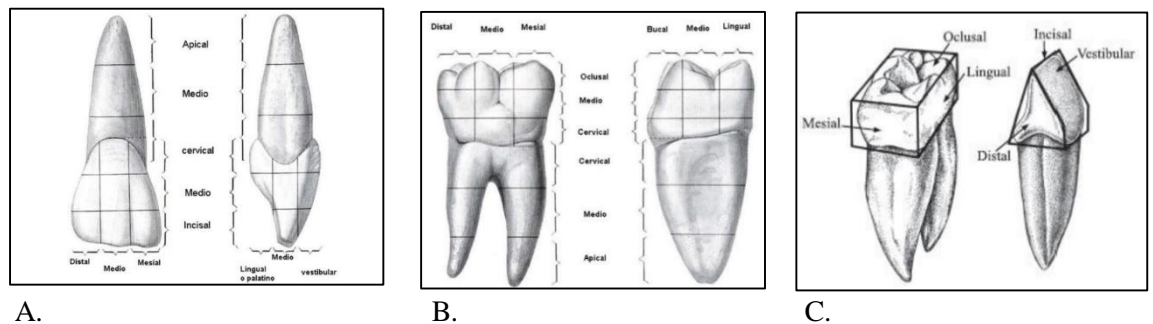 Apical
Medio
cervical
Medio
Incisal
Distal
Medio
Mesial
Medio
Lingual
o palatino
vestibular
A.
Distal
Medio
Mesial
Bucal
Medio
Lingual
Oclusal
Medio
Cervical
Cervical
Medio
Apical
B.
Oclusal
Lingual
Mesial
Incisal
Vestibular
Distal
C.